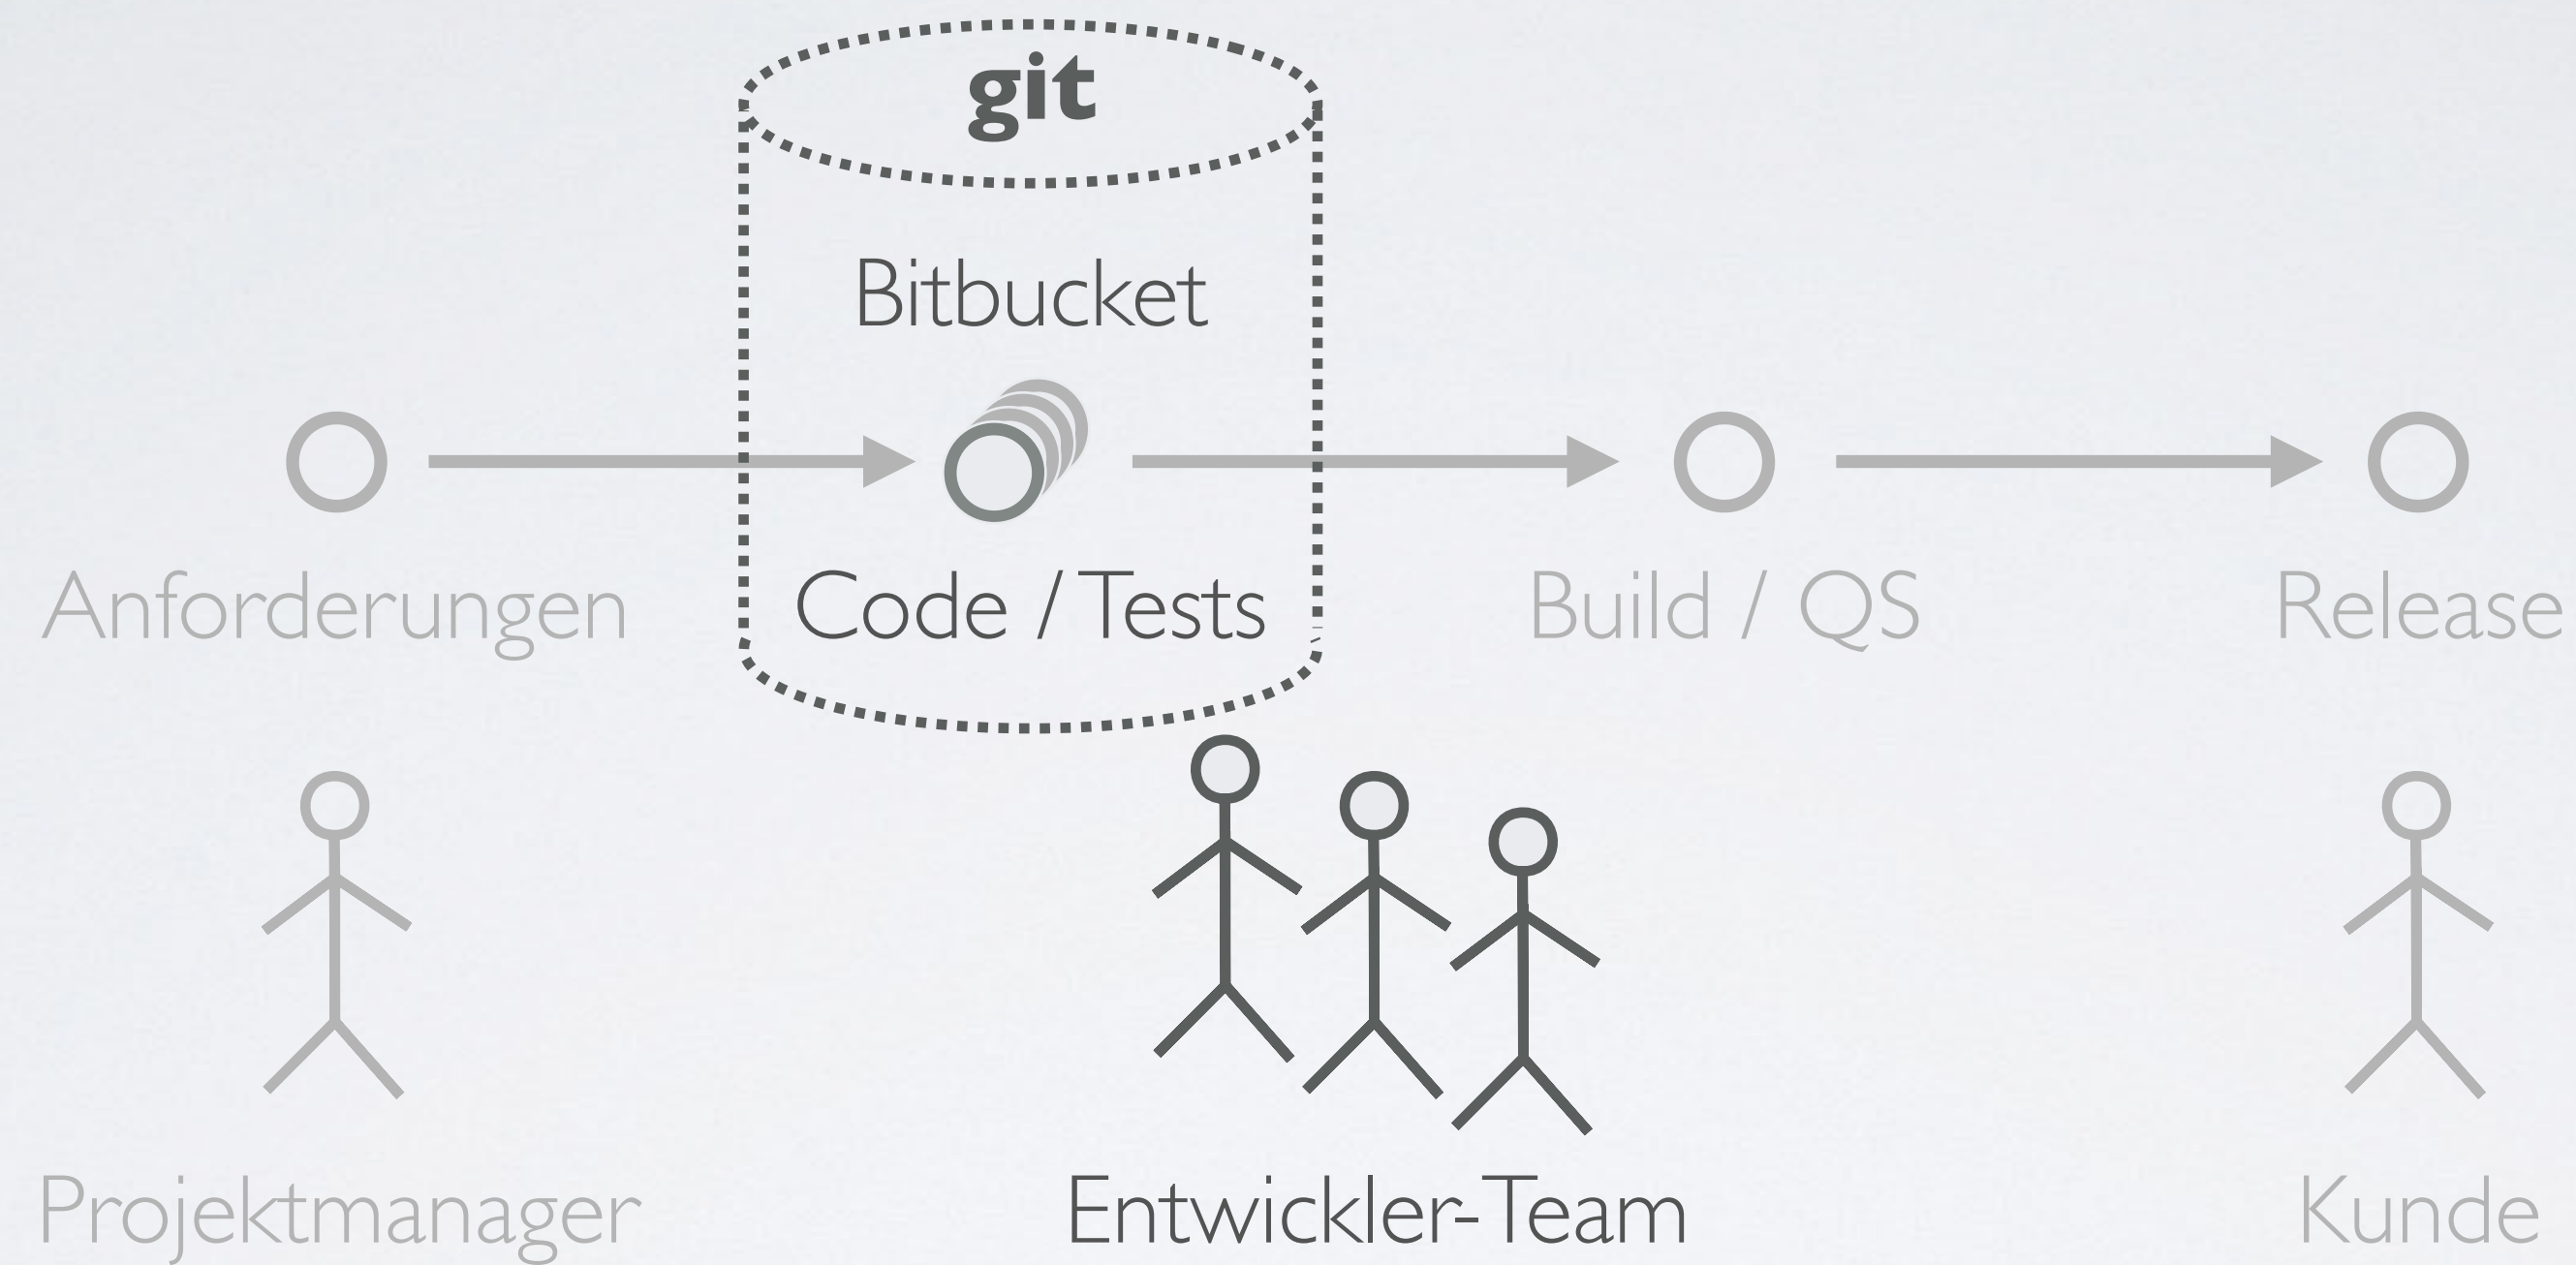 git
Bitbucket
Anforderungen
Code / Tests
Build / QS
Release
Projektmanager
Entwickler-Team
Kunde